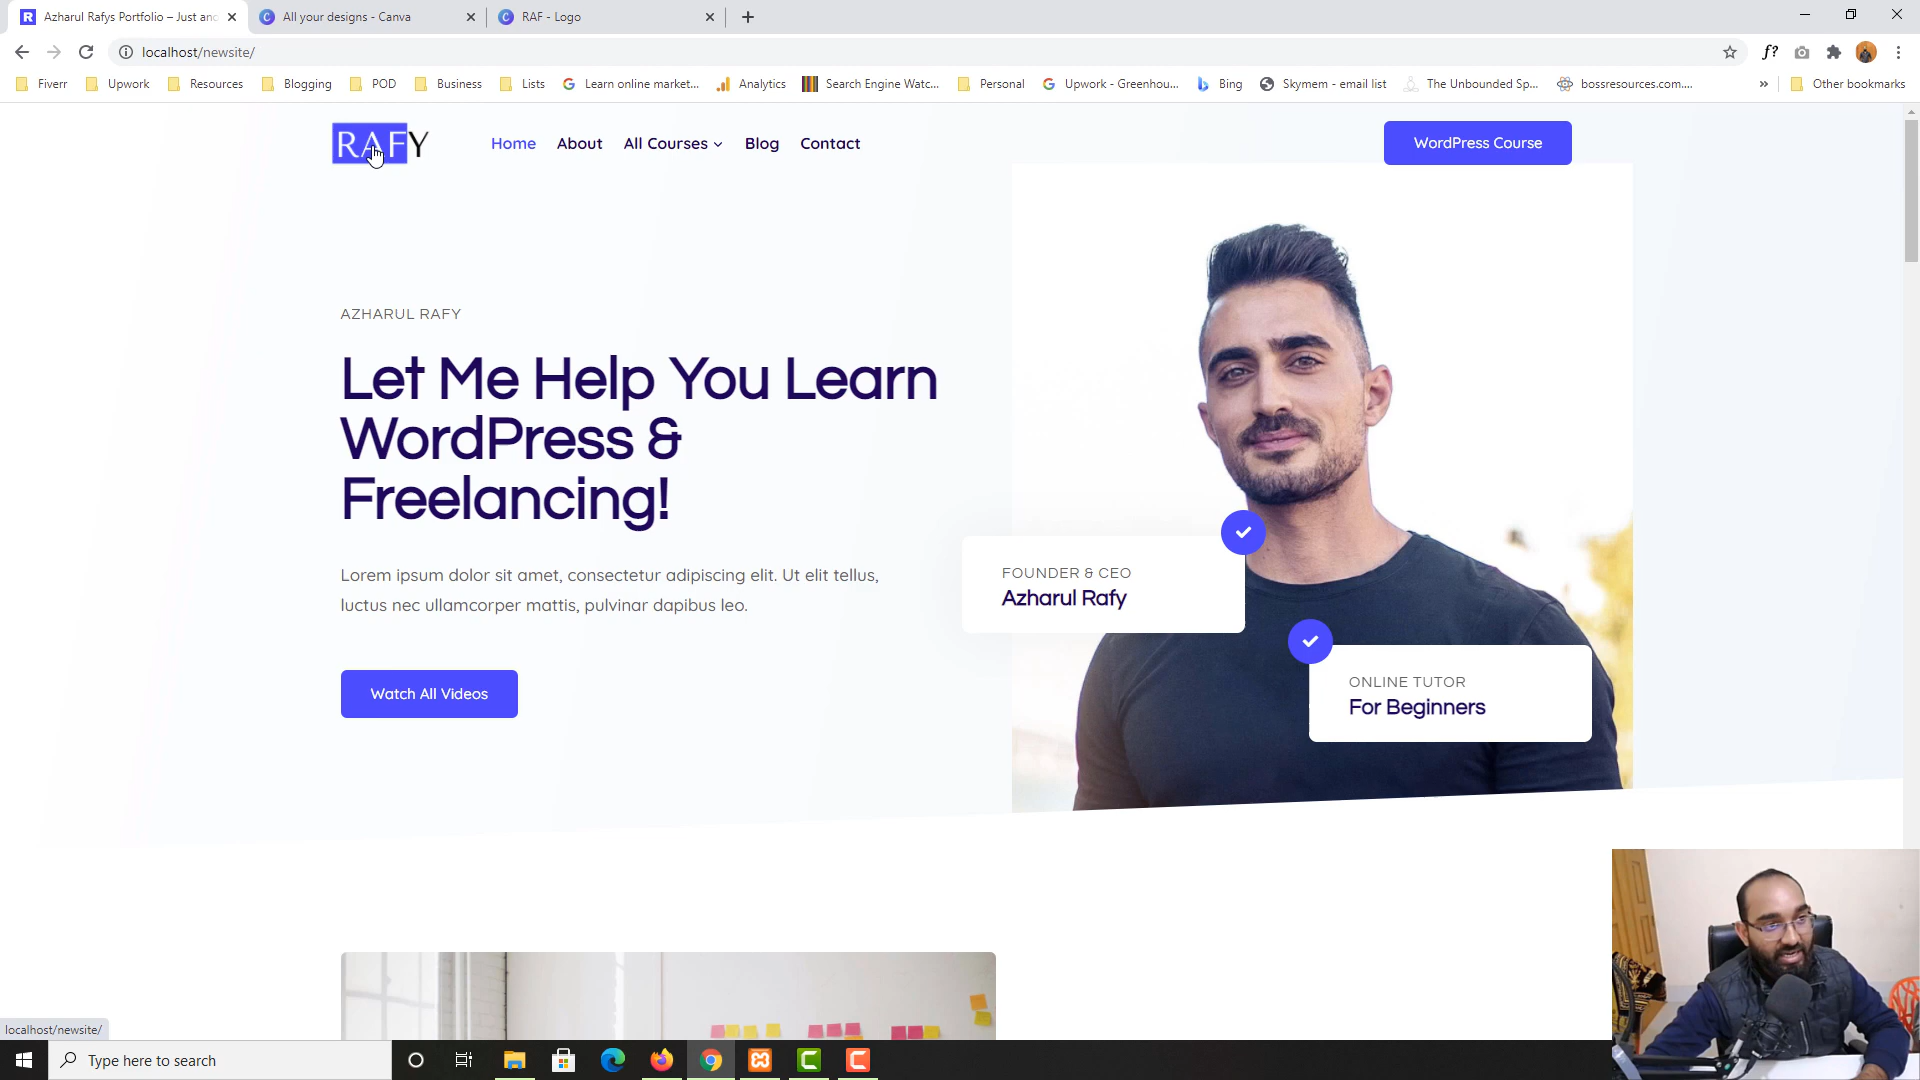 Azharul Rafys Portfolio – Just ano
All your designs - Canva
RAF - Logo
localhost/newsite/
f?
Fiverr
Upwork
Resources
Blogging
POD
Business
Lists
Learn online market...
Analytics
Search Engine Watc...
Personal
Upwork - Greenhou...
Bing
Skymem - email list
The Unbounded Sp...
bossresources.com....
»
Other bookmarks
RAFY
Home
About
All Courses
Blog
Contact
WordPress Course
AZHARUL RAFY
Let Me Help You Learn
WordPress &
Freelancing!
Lorem ipsum dolor sit amet, consectetur adipiscing elit. Ut elit tellus,
luctus nec ullamcorper mattis, pulvinar dapibus leo.
Watch All Videos
FOUNDER & CEO
Azharul Rafy
ONLINE TUTOR
For Beginners
localhost/newsite/
Type here to search